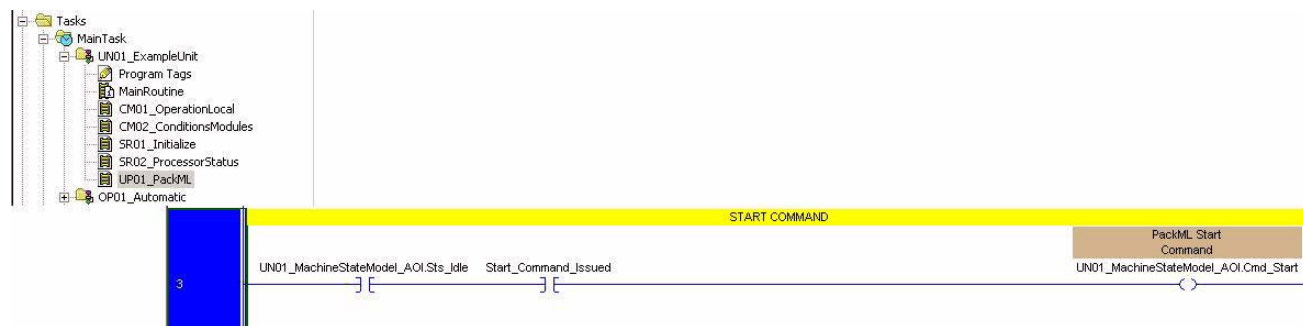 Tasks
MainTask
UN01_ExampleUnit
Program Tags
MainRoutine
CM01_OperationLocal
CM02_ConditionsModules
SR01_Initialize
SR02_ProcessorStatus
UP01_PackML
OP01_Automatic
START COMMAND
PackML Start
Command
UN01_MachineStateModel_AOI.Sts_Idle Start_Command_Issued UN01_MachineStateModel_AOI.Cmd_Start
3